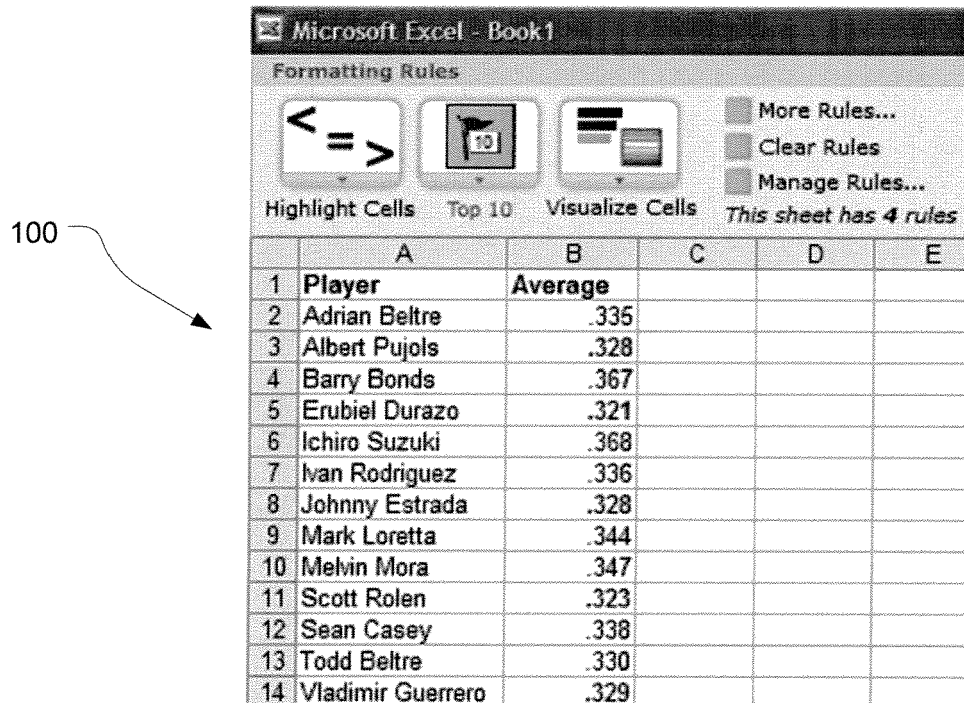 Microsoft Excel - Book1
Formatting Rules
< = >
10
More Rules...
Clear Rules
Manage Rules...
Highlight Cells Top 10 Visualize Cells This sheet has 4 rules
100
A B C D E
1 Player Average
2 Adrian Beltre .335
3 Albert Pujols .328
4 Barry Bonds .367
5 Erubiel Durazo .321
6 Ichiro Suzuki .368
7 Ivan Rodriguez .336
8 Johnny Estrada .328
9 Mark Loretta .344
10 Melvin Mora .347
11 Scott Rolen .323
12 Sean Casey .338
13 Todd Beltre .330
14 Vladimir Guerrero .329